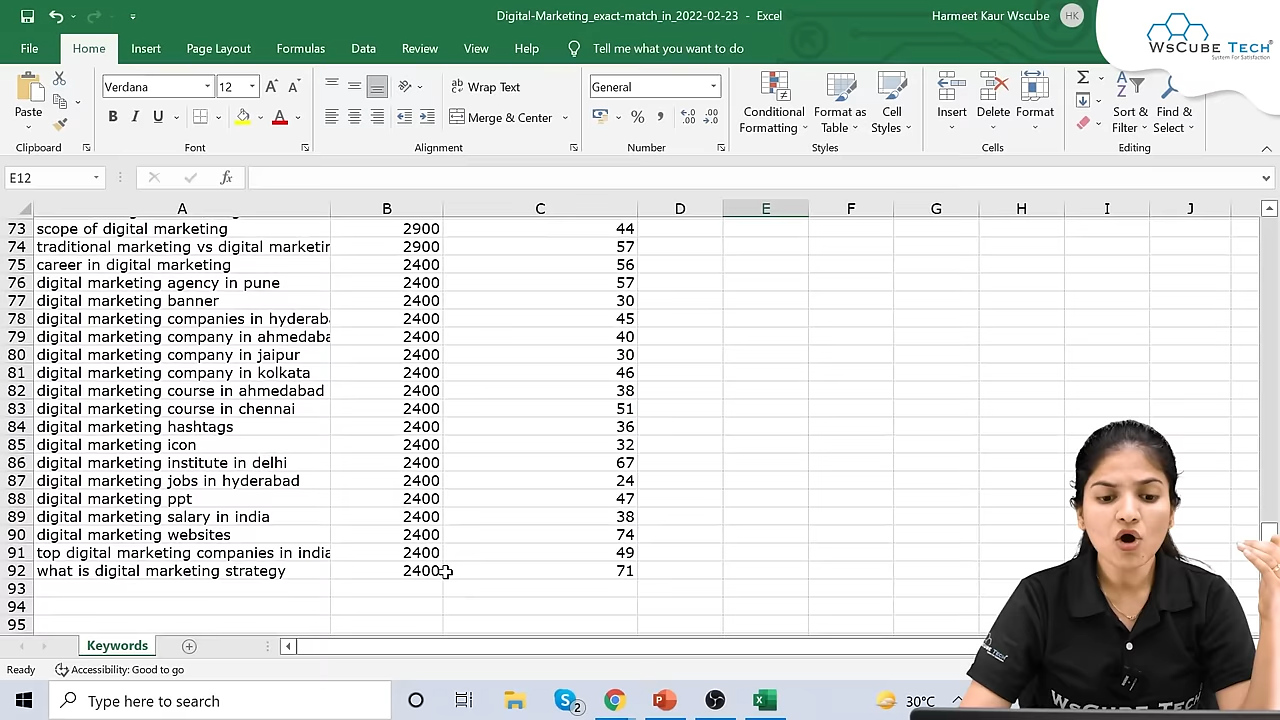 Digital-Marketing_exact-match_in_2022-02-23 - Excel
Harmeet Kaur Wscube
HK
WsCube Tech®
System For Satisfaction
File Home Insert Page Layout Formulas Data Review View Help Tell me what you want to do
Paste
Clipboard
Verdana 12
B I U
Font
Wrap Text
Merge & Center
Alignment
General
Number
Conditional Formatting
Format as Table
Cell Styles
Styles
Insert Delete Format
Cells
Sort & Filter
Find & Select
Editing
E12 fx
A B C D E F G H I J
73 scope of digital marketing 2900 44
74 traditional marketing vs digital marketin 2900 57
75 career in digital marketing 2400 56
76 digital marketing agency in pune 2400 57
77 digital marketing banner 2400 30
78 digital marketing companies in hyderab 2400 45
79 digital marketing company in ahmedaba 2400 40
80 digital marketing company in jaipur 2400 30
81 digital marketing company in kolkata 2400 46
82 digital marketing course in ahmedabad 2400 38
83 digital marketing course in chennai 2400 51
84 digital marketing hashtags 2400 36
85 digital marketing icon 2400 32
86 digital marketing institute in delhi 2400 67
87 digital marketing jobs in hyderabad 2400 24
88 digital marketing ppt 2400 47
89 digital marketing salary in india 2400 38
90 digital marketing websites 2400 74
91 top digital marketing companies in india 2400 49
92 what is digital marketing strategy 2400 71
93
94
95
Keywords
Ready Accessibility: Good to go
Type here to search
2
30°C
WsCUBE TECH
WsCUBE TECH